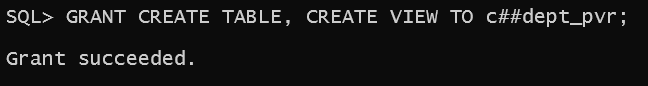 SQL> GRANT CREATE TABLE, CREATE VIEW TO c##dept_pvr;
Grant succeeded.